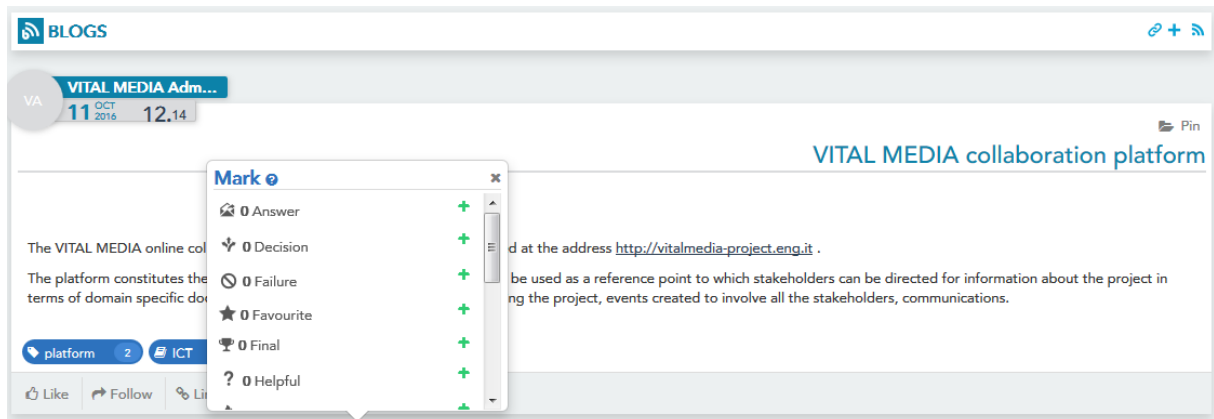 BLOGS
VA
VITAL MEDIA Adm...
11 OCT 2016 12.14
Pin
VITAL MEDIA collaboration platform
Mark
0 Answer
0 Decision
0 Failure
0 Favourite
0 Final
0 Helpful
The VITAL MEDIA online col
d at the address http://vitalmedia-project.eng.it .
The platform constitutes the
be used as a reference point to which stakeholders can be directed for information about the project in
terms of domain specific do
ng the project, events created to involve all the stakeholders, communications.
platform 2
ICT
Like
Follow
Li